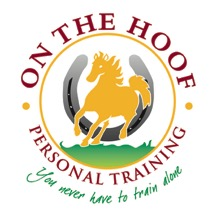 ON THE HOOF
PERSONAL TRAINING
You never have to train alone